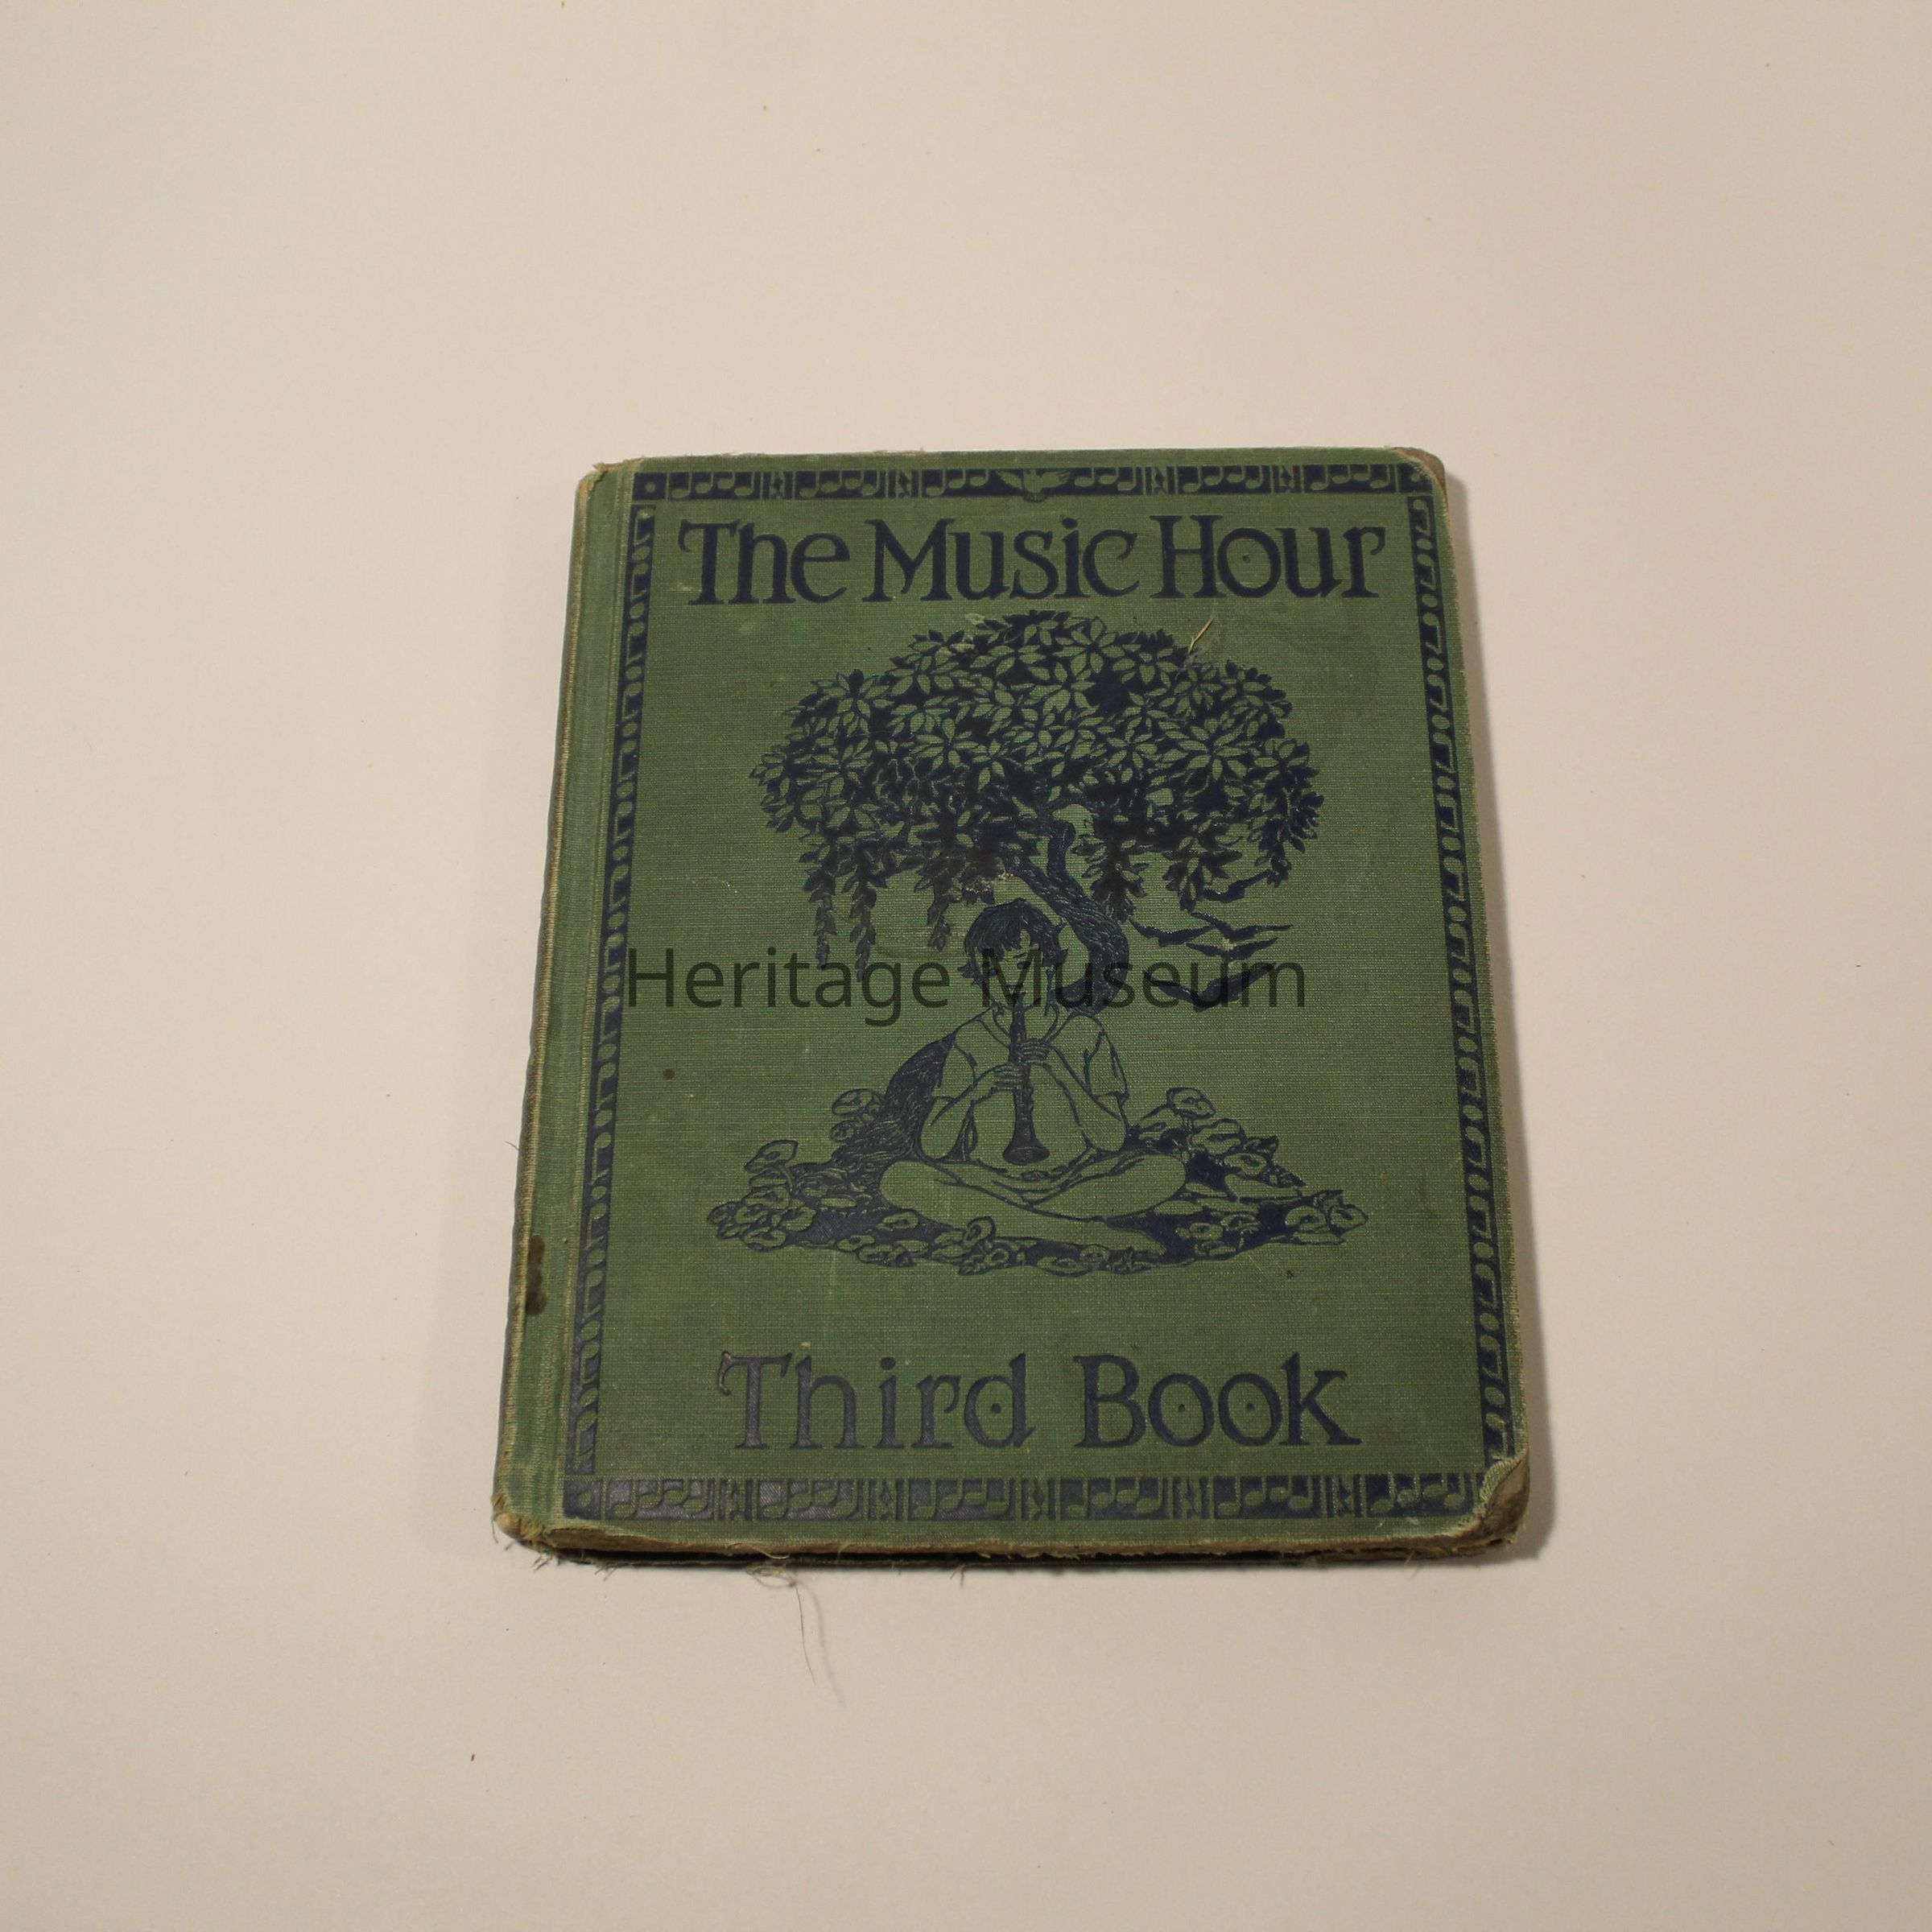 The Music Hour
Heritage Museum
Third Book